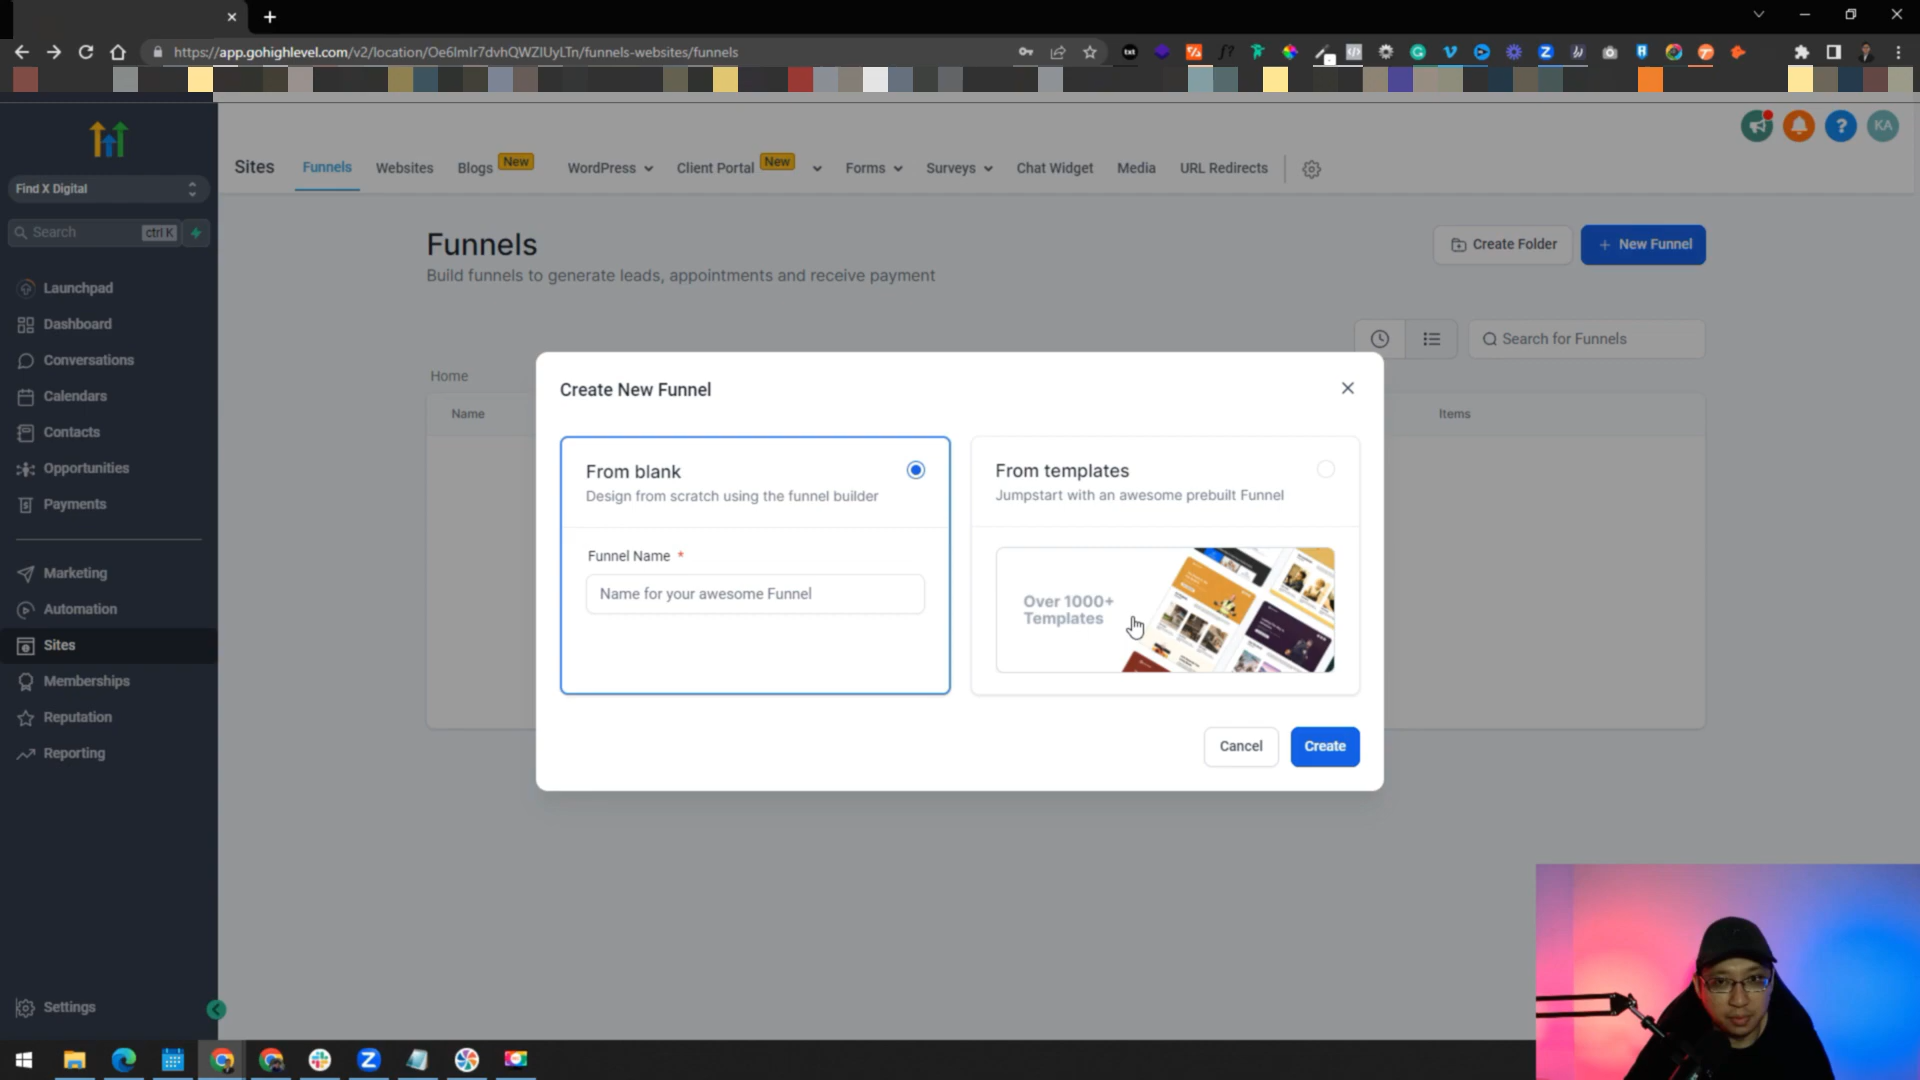 https://app.gohighlevel.com/v2/location/Oe6lmIr7dvhQWZlUyLTn/funnels-websites/funnels
Find X Digital
Search
ctrl K
Launchpad
Dashboard
Conversations
Calendars
Contacts
Opportunities
Payments
Marketing
Automation
Sites
Memberships
Reputation
Reporting
Settings
KA
Sites Funnels Websites Blogs New WordPress Client Portal New Forms Surveys Chat Widget Media URL Redirects
Funnels
Build funnels to generate leads, appointments and receive payment
Create Folder
+ New Funnel
Search for Funnels
Home
Name
Items
Create New Funnel
From blank
Design from scratch using the funnel builder
Funnel Name *
Name for your awesome Funnel
From templates
Jumpstart with an awesome prebuilt Funnel
Over 1000+
Templates
Cancel
Create